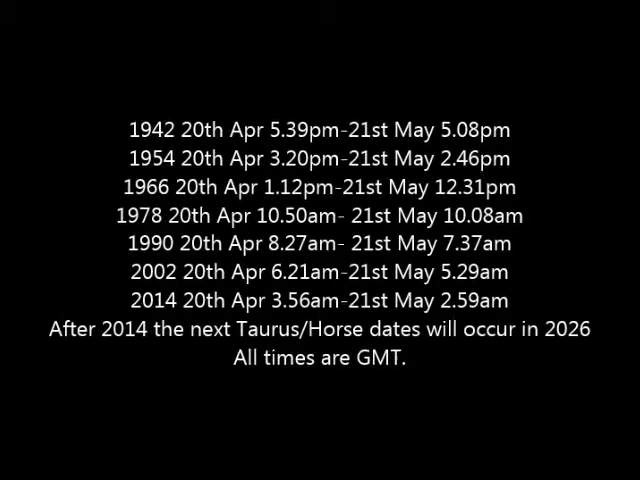 1942 20th Apr 5.39pm-21st May 5.08pm
1954 20th Apr 3.20pm-21st May 2.46pm
1966 20th Apr 1.12pm-21st May 12.31pm
1978 20th Apr 10.50am- 21st May 10.08am
1990 20th Apr 8.27am- 21st May 7.37am
2002 20th Apr 6.21am-21st May 5.29am
2014 20th Apr 3.56am-21st May 2.59am
After 2014 the next Taurus/Horse dates will occur in 2026
All times are GMT.